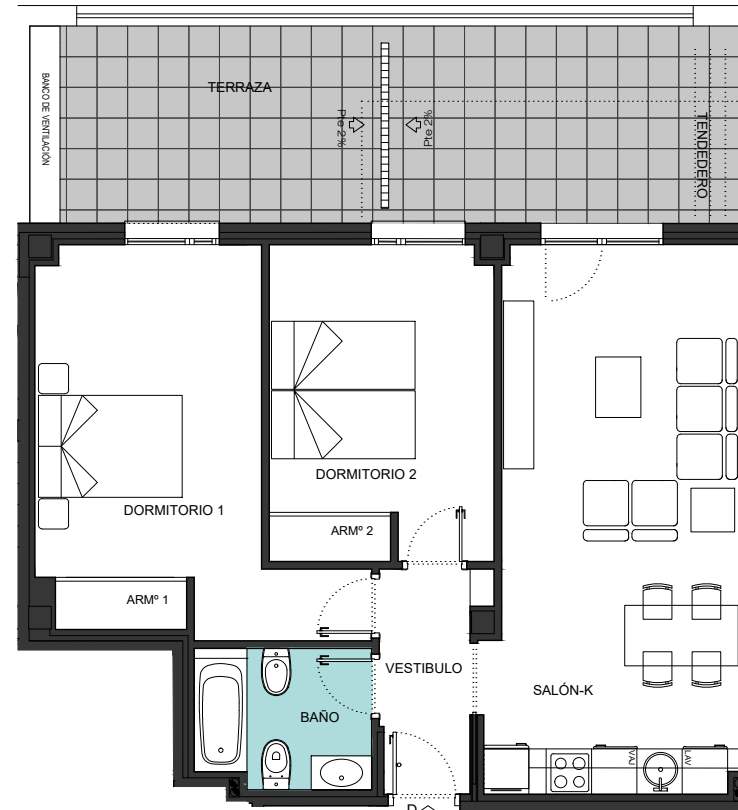 TERRAZA
BANCO DE VENTILACIÓN
Pte 2%
Pte 2%
TENDEDERO
DORMITORIO 2
DORMITORIO 1
ARMº 2
ARMº 1
VESTIBULO
SALÓN-K
BAÑO
VAJ
LAV